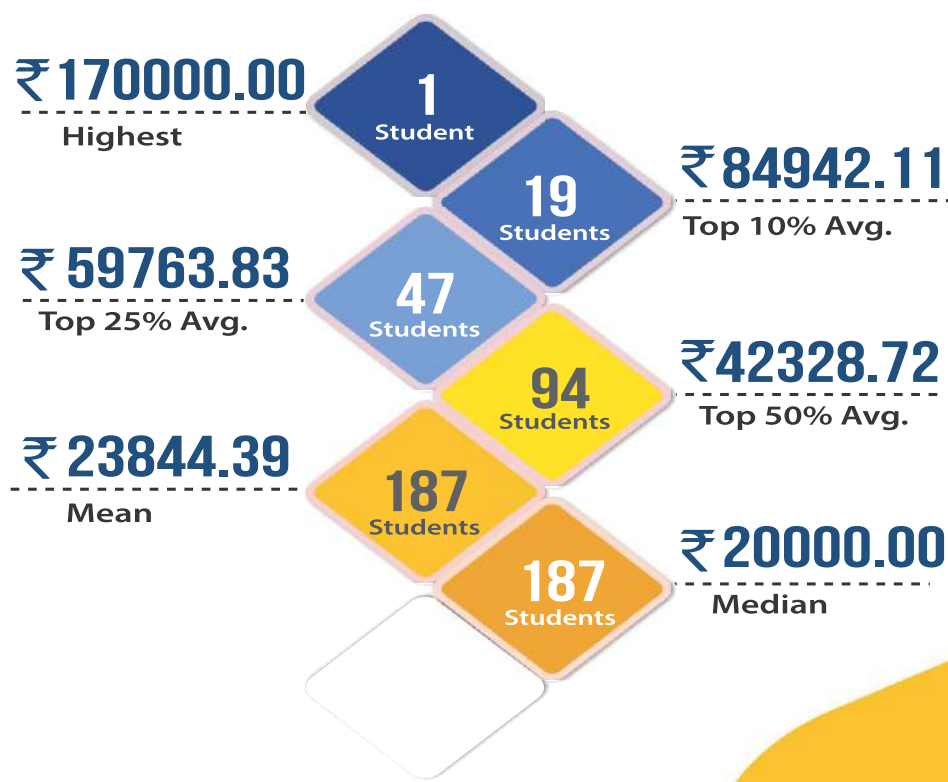 ₹170000.00
Highest
1
Student
19
Students
₹84942.11
Top 10% Avg.
₹59763.83
Top 25% Avg.
47
Students
94
Students
₹42328.72
Top 50% Avg.
₹23844.39
Mean
187
Students
187
Students
₹20000.00
Median